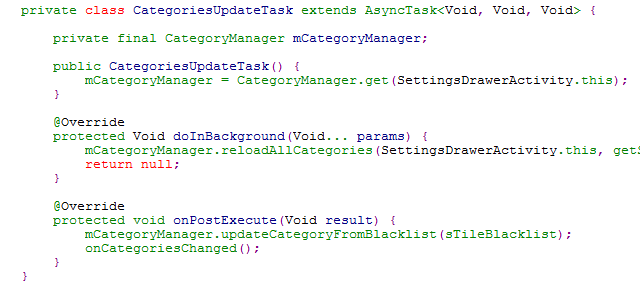 private class CategoriesUpdateTask extends AsyncTask<Void, Void, Void> {
private final CategoryManager mCategoryManager;
public CategoriesUpdateTask() {
mCategoryManager = CategoryManager.get(SettingsDrawerActivity.this);
}
@Override
protected Void doInBackground(Void... params) {
mCategoryManager.reloadAllCategories(SettingsDrawerActivity.this, getS
return null;
}
@Override
protected void onPostExecute(Void result) {
mCategoryManager.updateCategoryFromBlacklist(sTileBlacklist);
onCategoriesChanged();
}
}